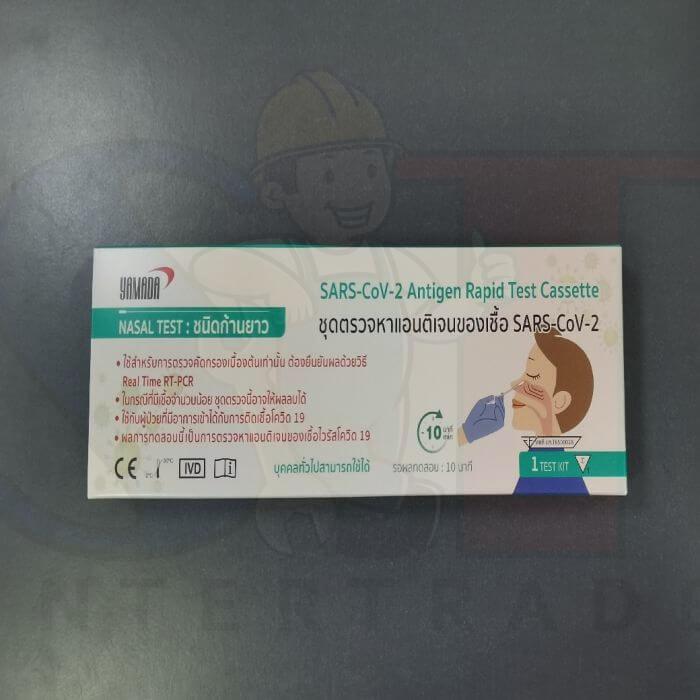 YAMADA
NASAL TEST : ชนิดก้านยาว
SARS-CoV-2 Antigen Rapid Test Cassette
ชุดตรวจหาแอนติเจนของเชื้อ SARS-CoV-2
• ใช้สำหรับการตรวจคัดกรองเบื้องต้นเท่านั้น ต้องยืนยันผลด้วยวิธี
Real Time RT-PCR
• ในกรณีที่มีเชื้อจำนวนน้อย ชุดตรวจนี้อาจให้ผลลบได้
• ใช้กับผู้ป่วยที่มีอาการเข้าได้กับการติดเชื้อโควิด 19
• ผลการทดสอบนี้เป็นการตรวจหาแอนติเจนของเชื้อไวรัสโควิด 19
CE
30°C
2°C
IVD
i
บุคคลทั่วไปสามารถใช้ได้
10 นาที
min
รอผลทดสอบ : 10 นาที
1 TEST KIT
NTERTRAD